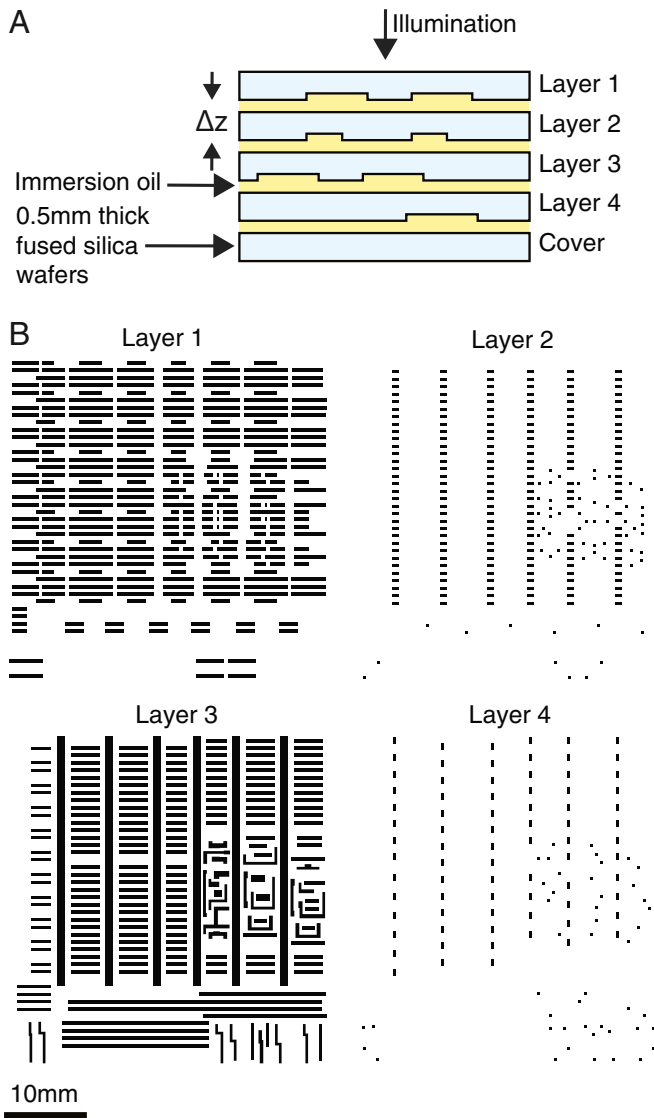 A
Illumination
Layer 1
Δz
Layer 2
Layer 3
Immersion oil
Layer 4
0.5mm thick
fused silica
wafers
Cover
B
Layer 1
Layer 2
Layer 3
Layer 4
10mm